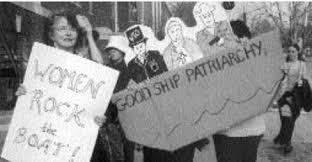 WOMEN
ROCK
the
BOAT!
GOOD SHIP PATRIARCHY